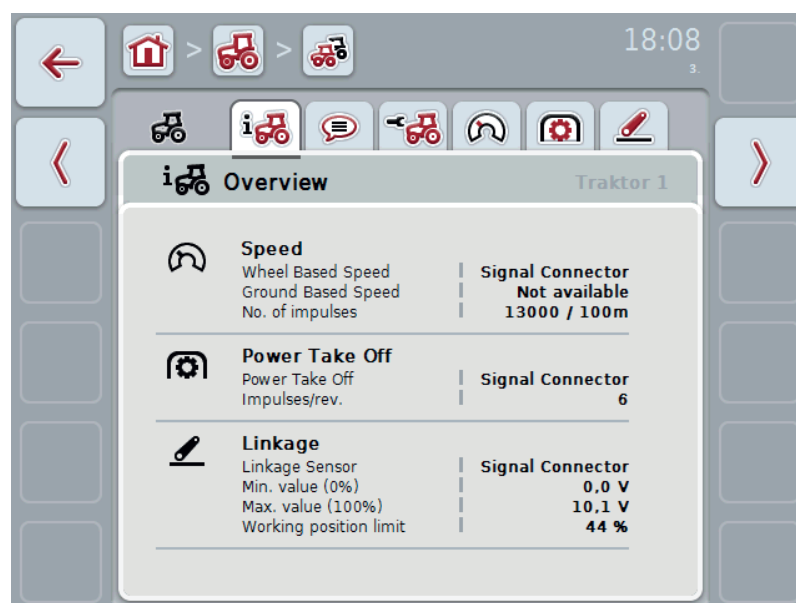 > >
18:08
3.
i
i Overview Traktor 1
Speed
Wheel Based Speed Signal Connector
Ground Based Speed Not available
No. of impulses 13000 / 100m
Power Take Off
Power Take Off Signal Connector
Impulses/rev. 6
Linkage
Linkage Sensor Signal Connector
Min. value (0%) 0,0 V
Max. value (100%) 10,1 V
Working position limit 44 %